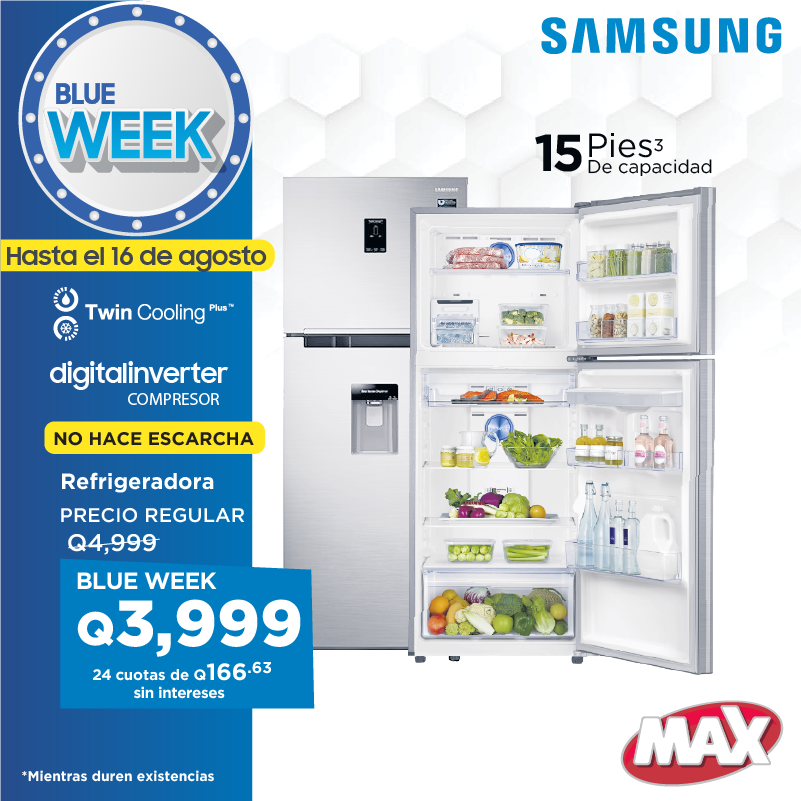 BLUE
WEEK
Hasta el 16 de agosto
Twin Cooling Plus™
digitalinverter
COMPRESOR
NO HACE ESCARCHA
Refrigeradora
PRECIO REGULAR
Q4,999
BLUE WEEK
Q3,999
24 cuotas de Q166.63
sin intereses
*Mientras duren existencias
SAMSUNG
15 Pies3
De capacidad
SAMSUNG
MAX